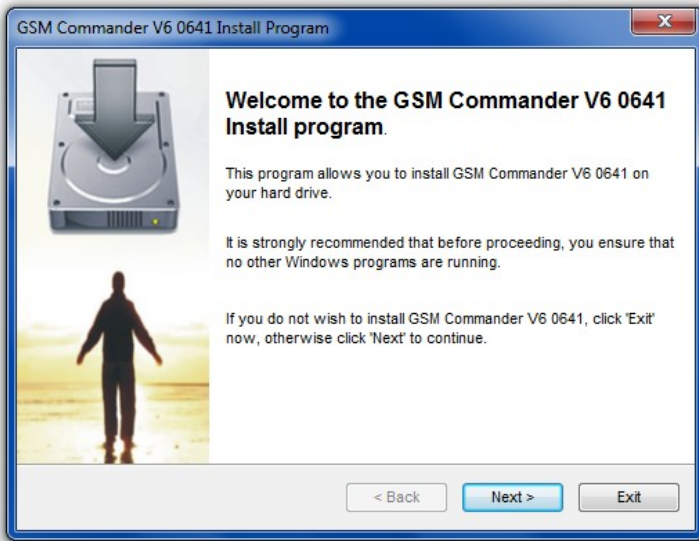 GSM Commander V6 0641 Install Program
Welcome to the GSM Commander V6 0641
Install program.
This program allows you to install GSM Commander V6 0641 on
your hard drive.
It is strongly recommended that before proceeding, you ensure that
no other Windows programs are running.
If you do not wish to install GSM Commander V6 0641, click 'Exit'
now, otherwise click 'Next' to continue.
< Back
Next >
Exit